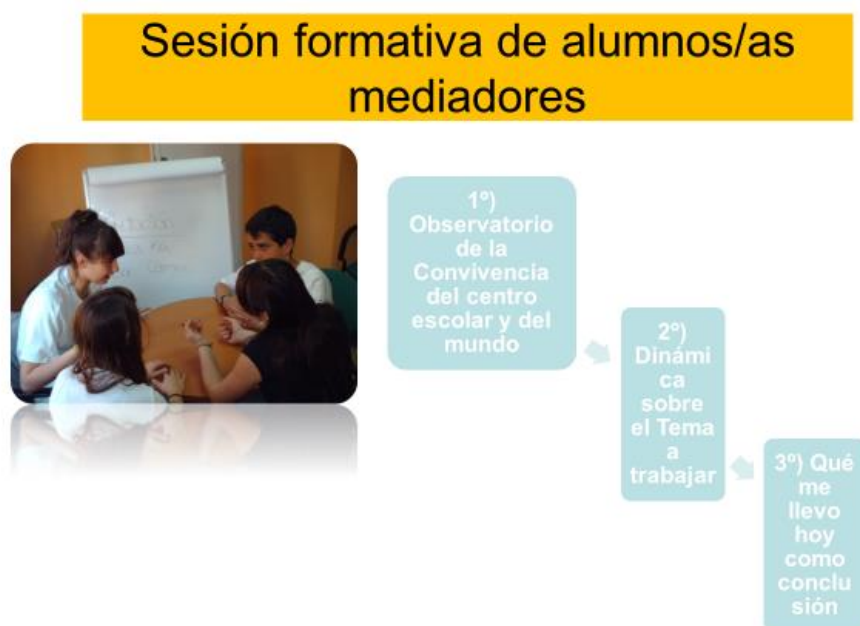 Sesión formativa de alumnos/as
mediadores
1º)
Observatorio
de la
Convivencia
del centro
escolar y del
mundo
2º)
Dinámi
ca
sobre
el Tema
a
trabajar
3º) Qué
me
llevo
hoy
como
conclu
sión